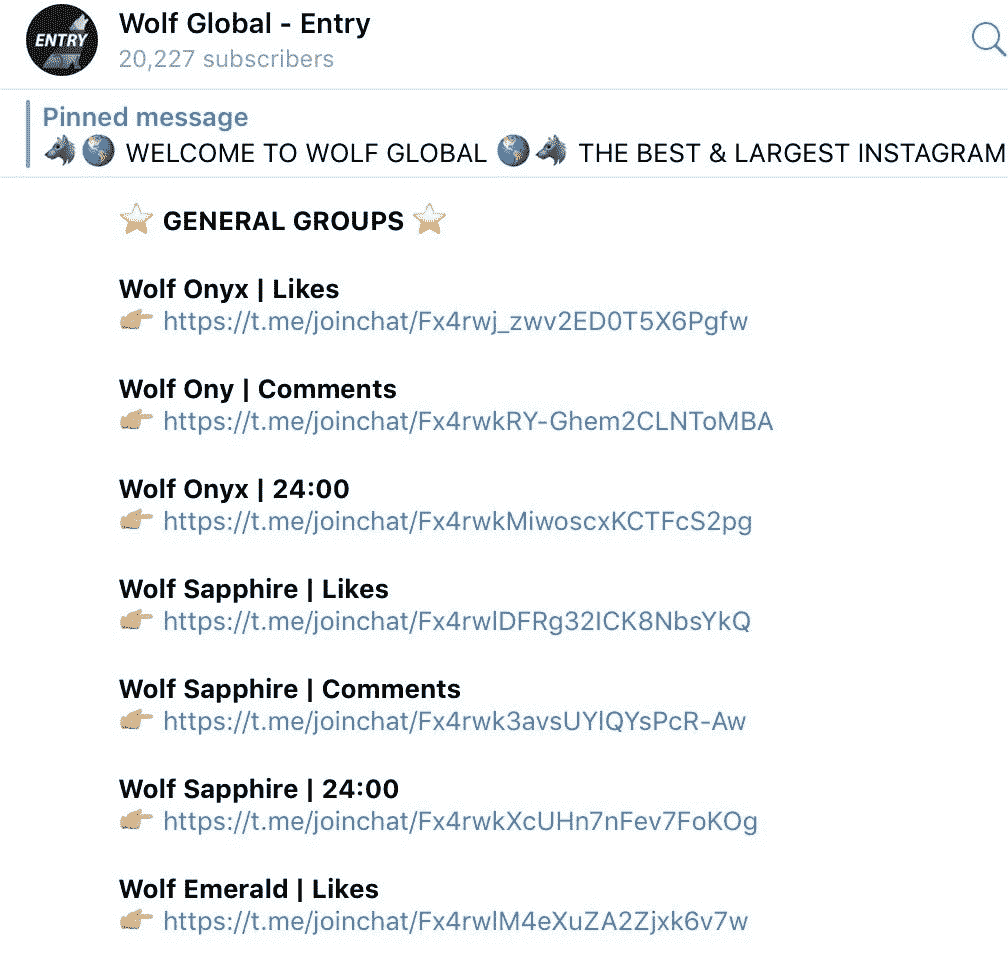 ENTRY
Wolf Global - Entry
20,227 subscribers
Pinned message
🐺🌎 WELCOME TO WOLF GLOBAL 🌎🐺 THE BEST & LARGEST INSTAGRAM
⭐ GENERAL GROUPS ⭐
Wolf Onyx | Likes
👉🏼 https://t.me/joinchat/Fx4rwj_zwv2ED0T5X6Pgfw
Wolf Ony | Comments
👉🏼 https://t.me/joinchat/Fx4rwkRY-Ghem2CLNToMBA
Wolf Onyx | 24:00
👉🏼 https://t.me/joinchat/Fx4rwkMiwoscxKCTFcS2pg
Wolf Sapphire | Likes
👉🏼 https://t.me/joinchat/Fx4rwlDFRg32ICK8NbsYkQ
Wolf Sapphire | Comments
👉🏼 https://t.me/joinchat/Fx4rwk3avsUYlQYsPcR-Aw
Wolf Sapphire | 24:00
👉🏼 https://t.me/joinchat/Fx4rwkXcUHn7nFev7FoKOg
Wolf Emerald | Likes
👉🏼 https://t.me/joinchat/Fx4rwlM4eXuZA2Zjxk6v7w